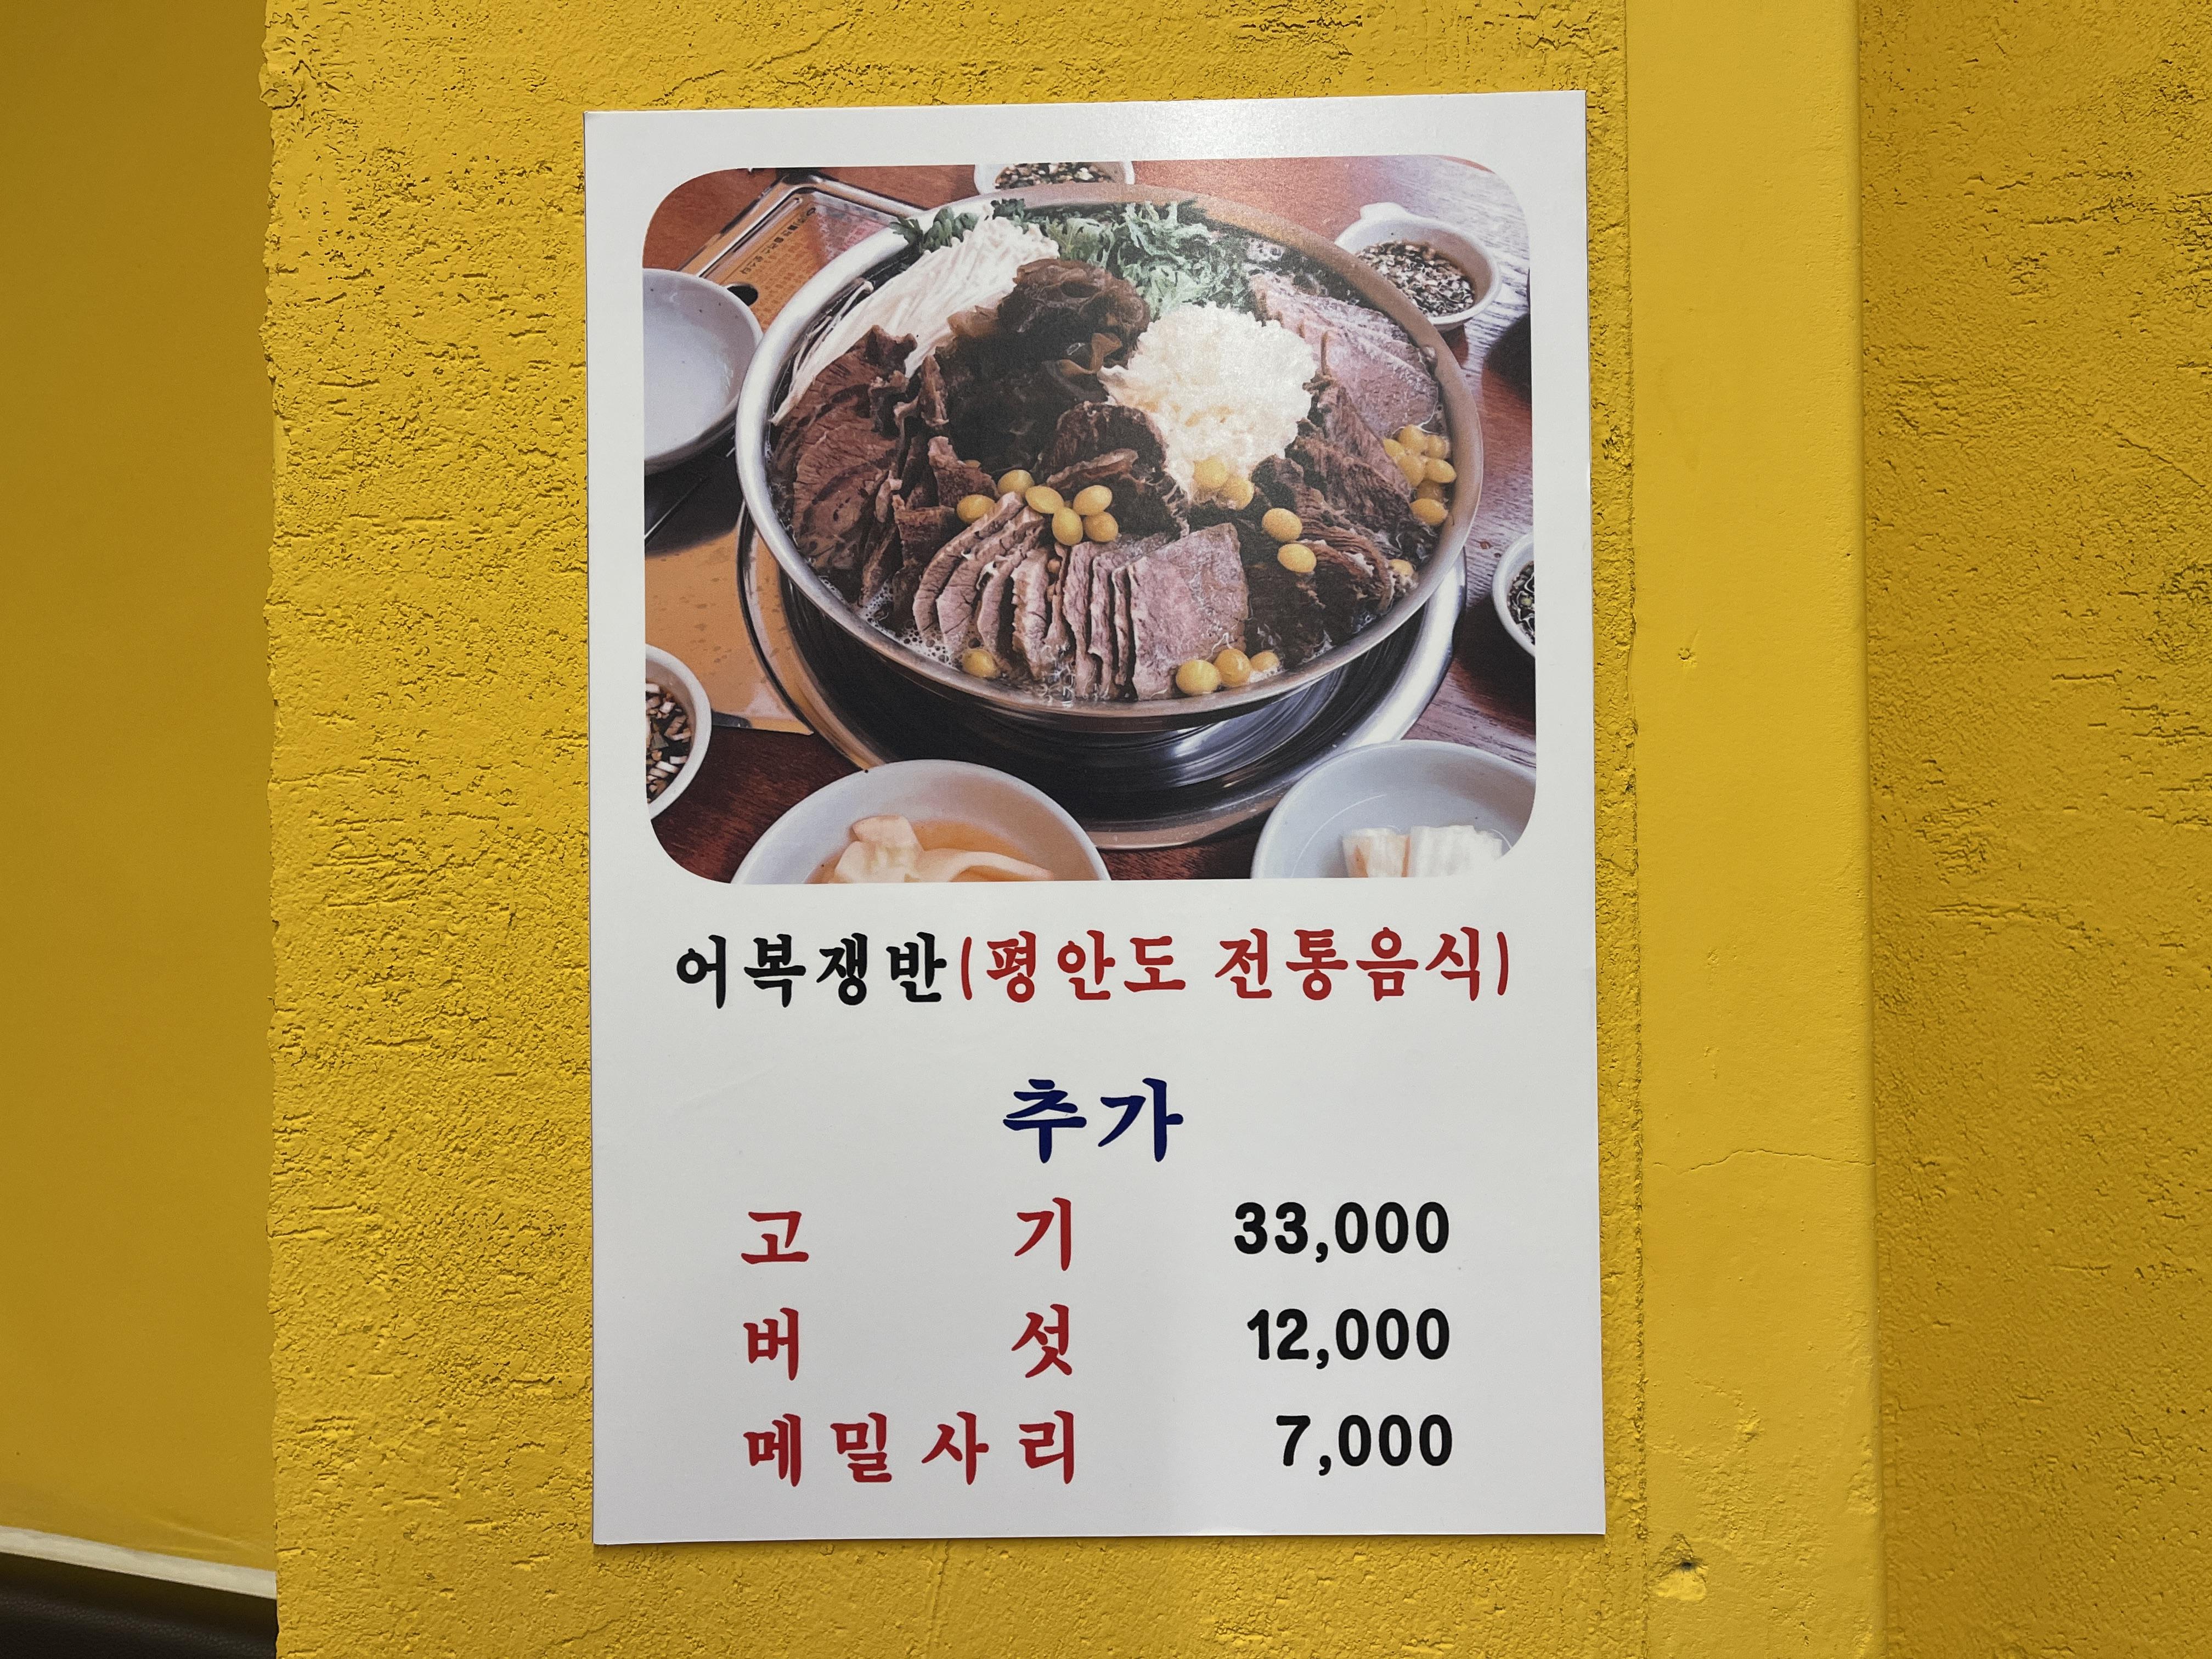 어복쟁반(평안도 전통음식)
추가
고 기 33,000
버 섯 12,000
메밀사리 7,000